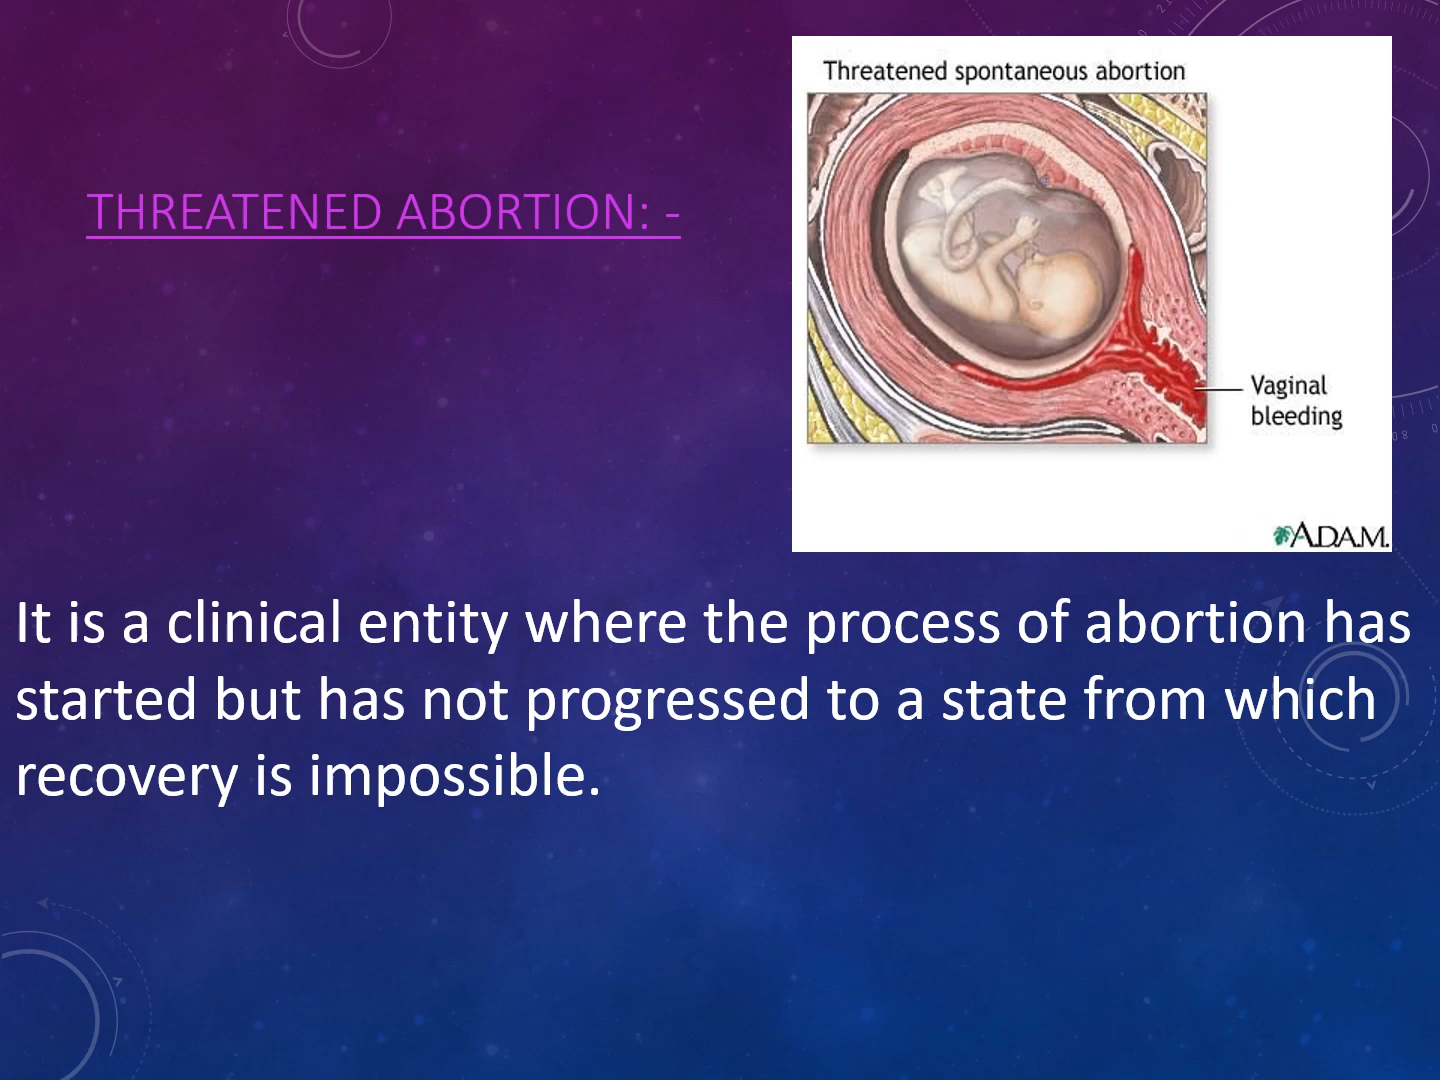 THREATENED ABORTION: -
Threatened spontaneous abortion
Vaginal
bleeding
A.D.A.M.
It is a clinical entity where the process of abortion has
started but has not progressed to a state from which
recovery is impossible.